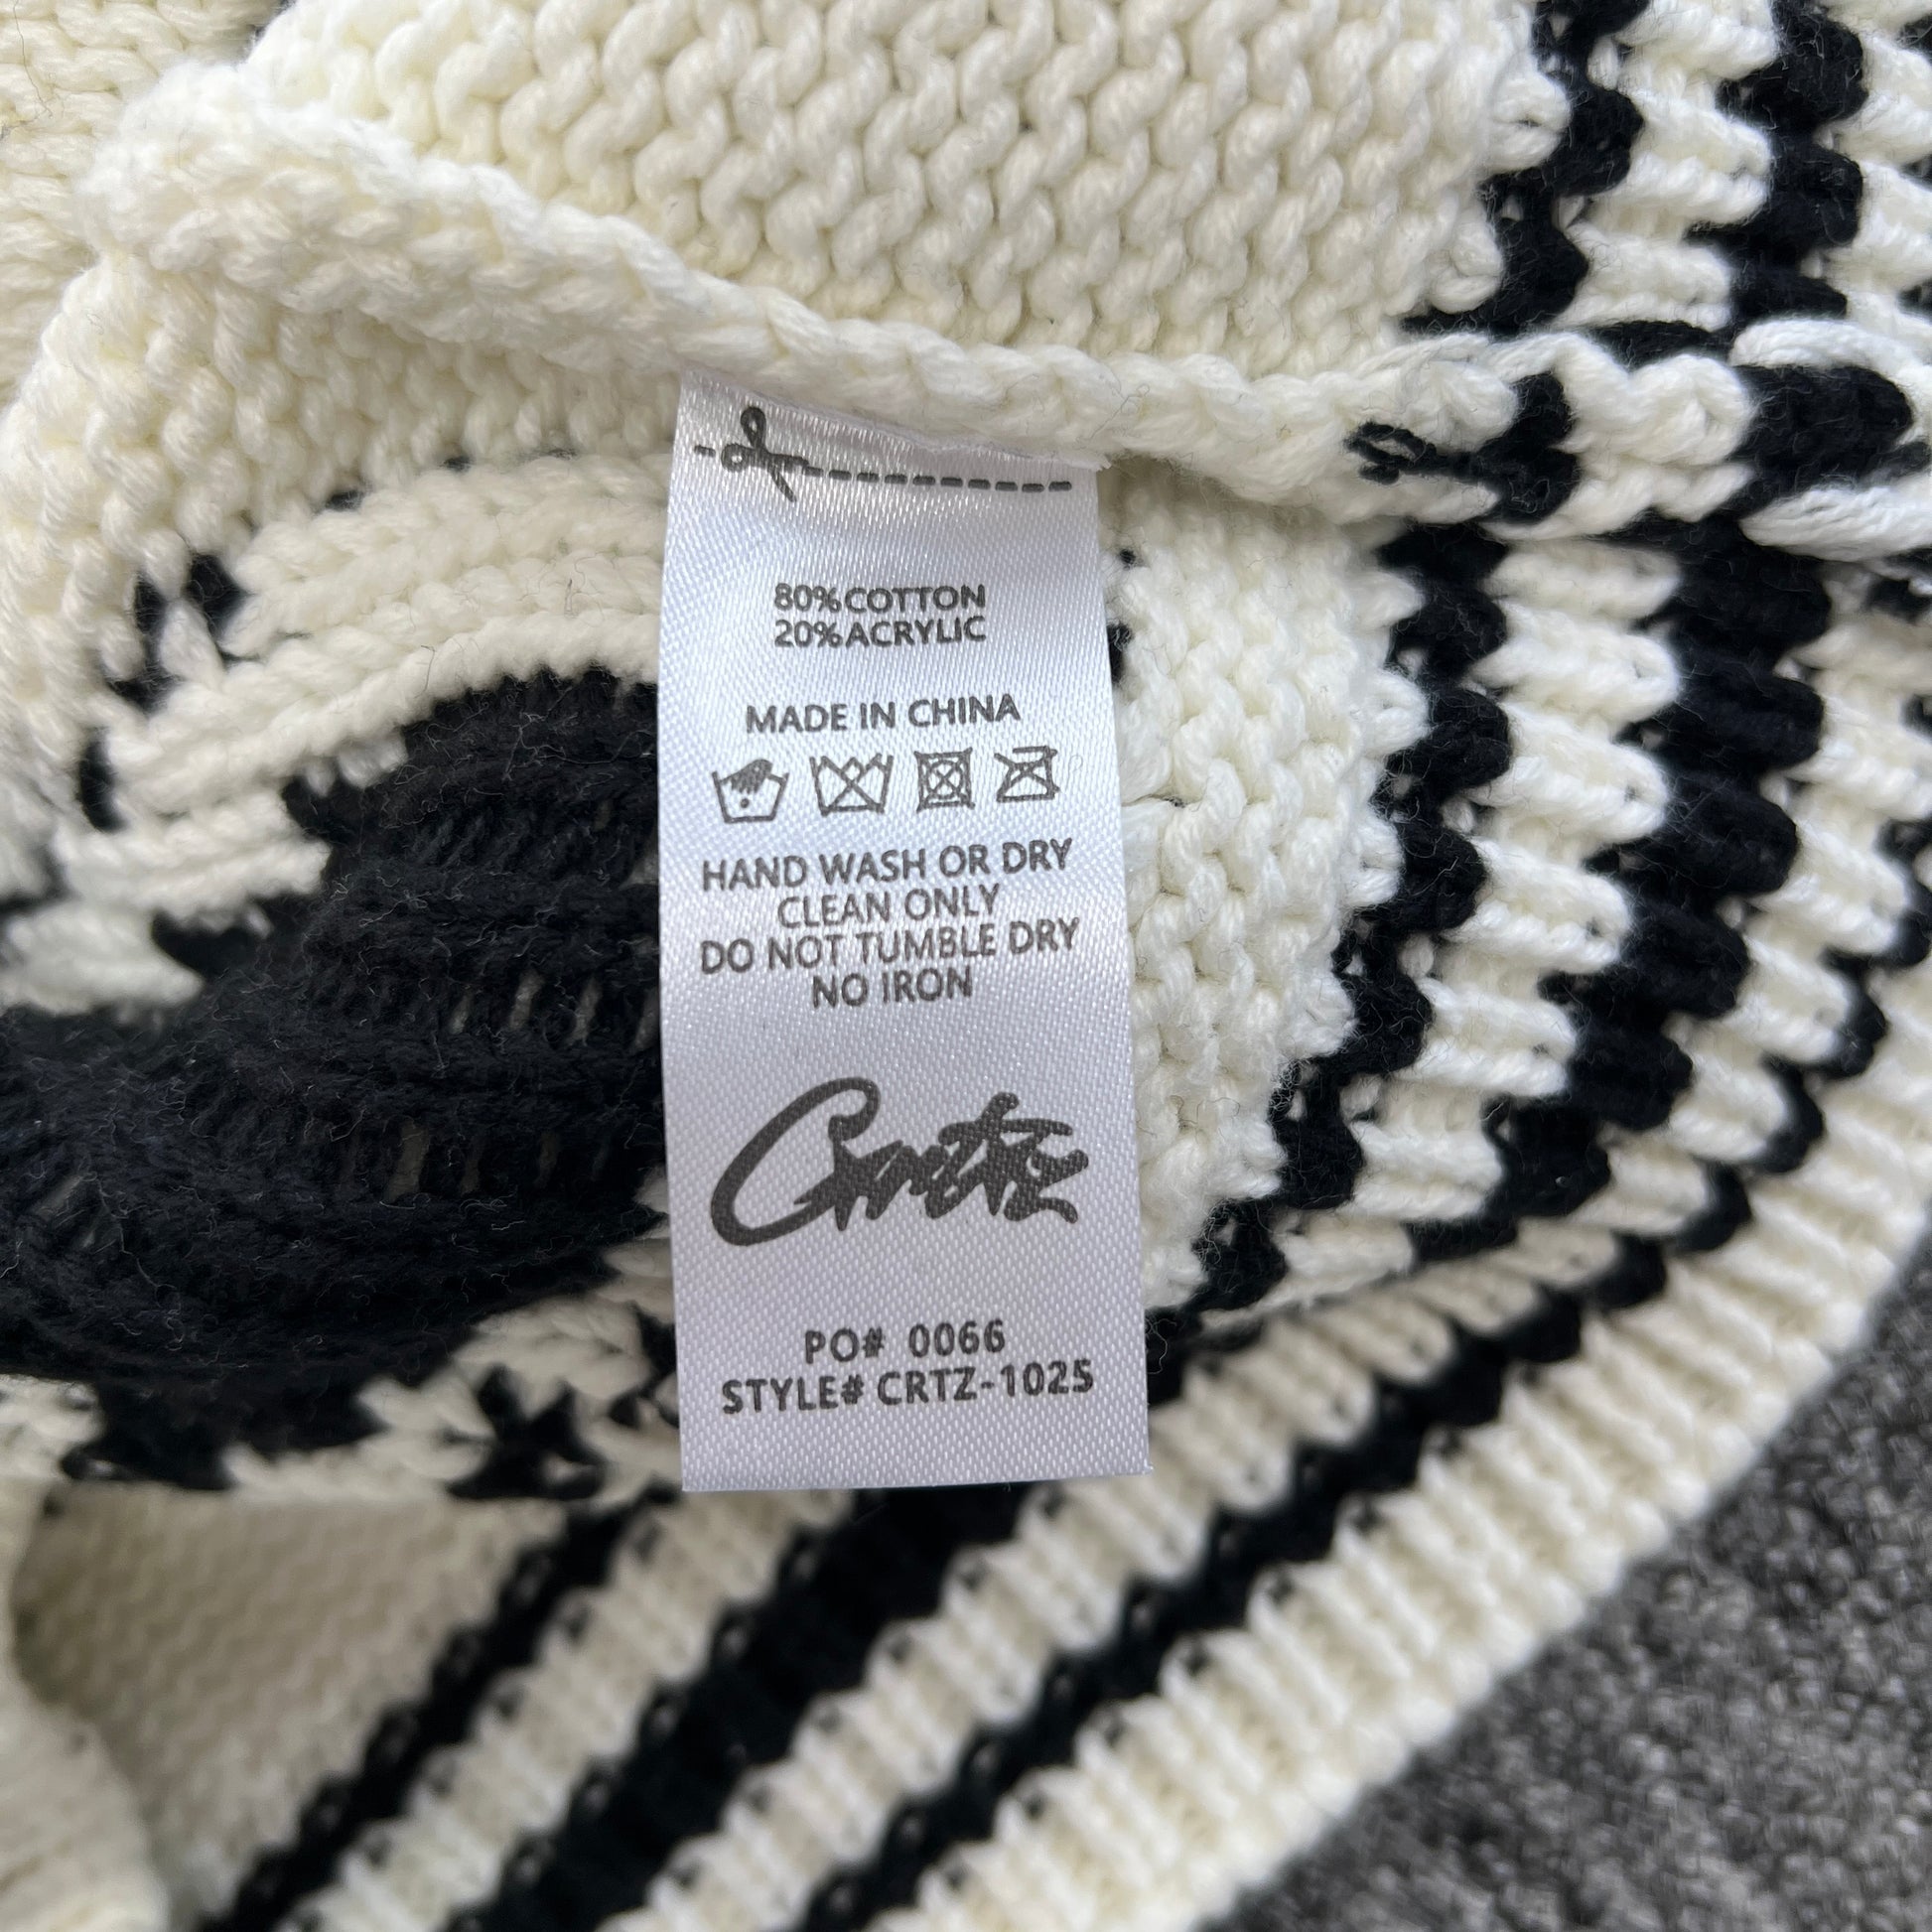 80%COTTON
20%ACRYLIC
MADE IN CHINA
HAND WASH OR DRY
CLEAN ONLY
DO NOT TUMBLE DRY
NO IRON
Corteiz
PO# 0066
STYLE# CRTZ-1025